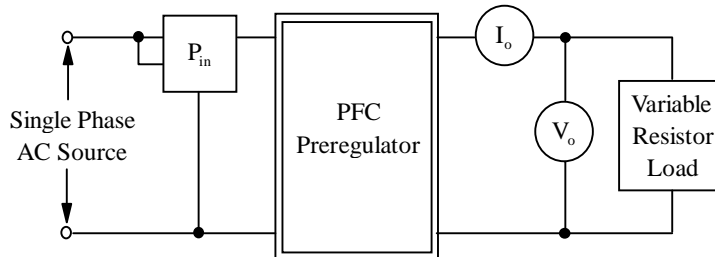 P_in
I_o
Single Phase
AC Source
PFC
Preregulator
V_o
Variable
Resistor
Load